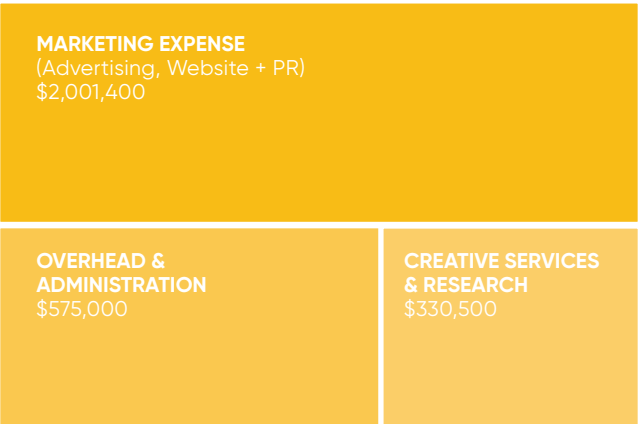 MARKETING EXPENSE
(Advertising, Website + PR)
$2,001,400
OVERHEAD &
ADMINISTRATION
$575,000
CREATIVE SERVICES
& RESEARCH
$330,500